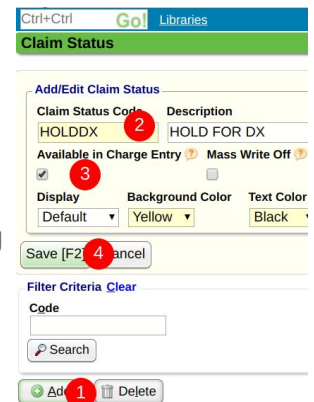 Ctrl+Ctrl Go! Libraries
Claim Status
Add/Edit Claim Status
Claim Status Code Description
HOLDDX 2 HOLD FOR DX
Available in Charge Entry ? Mass Write Off ?
3
Display Background Color Text Color
Default Yellow Black
Save [F2] 4
Filter Criteria Clear
Code
Search
1 Delete